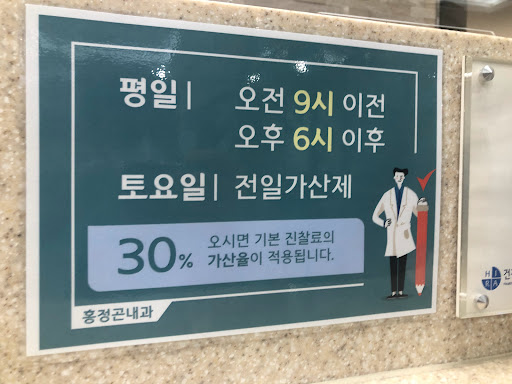 평일 | 오전 9시 이전
오후 6시 이후
토요일 | 전일가산제
30% 오시면 기본 진찰료의
가산율이 적용됩니다.
홍정곤내과
HIRA